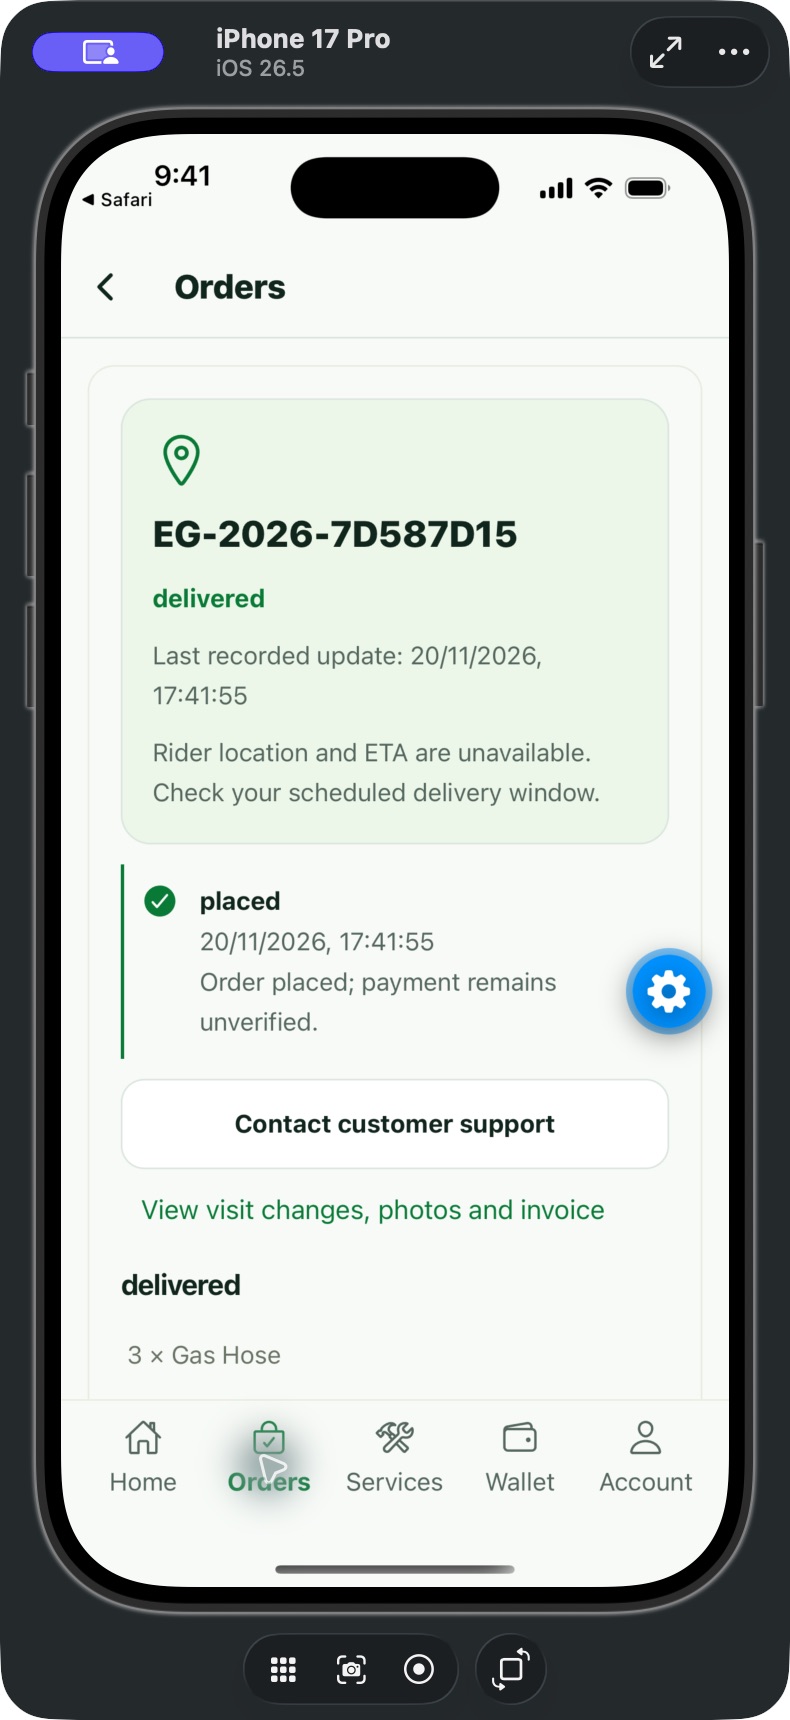 iPhone 17 Pro
iOS 26.5
9:41
Safari
Orders
EG-2026-7D587D15
delivered
Last recorded update: 20/11/2026,
17:41:55
Rider location and ETA are unavailable.
Check your scheduled delivery window.
placed
20/11/2026, 17:41:55
Order placed; payment remains
unverified.
Contact customer support
View visit changes, photos and invoice
delivered
3 × Gas Hose
Home
Orders
Services
Wallet
Account